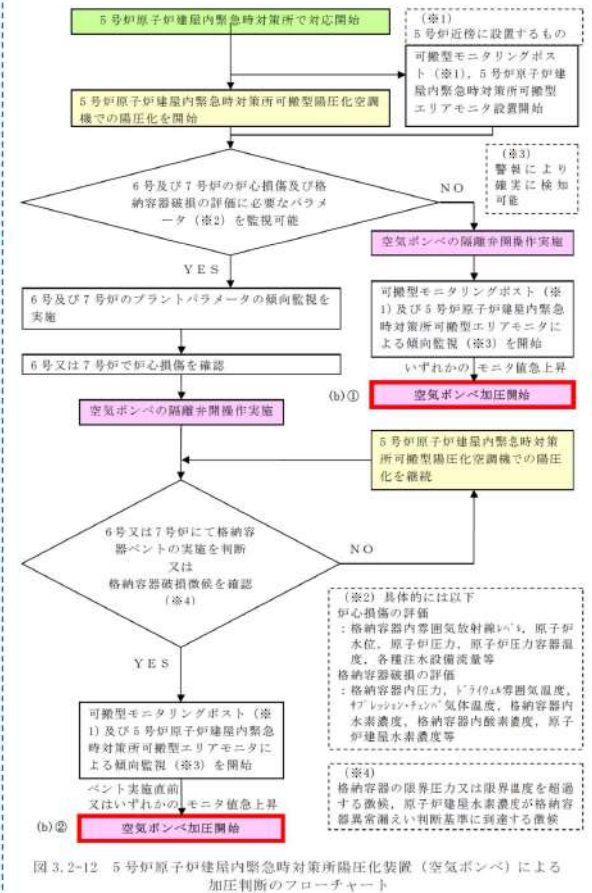 5号炉原子炉建屋内緊急時対策所で対応開始
(※1)
5号炉近傍に設置するもの
可搬型モニタリングポス
ト(※1),5号炉原子炉建
屋内緊急時対策所可搬型
エリアモニタ設置開始
5号炉原子炉建屋内緊急時対策所可搬型陽圧化空調
機での陽圧化を開始
(※3)
警報により
確実に検知
可能
6号及び7号炉の炉心損傷及び格
納容器破損の評価に必要なパラメ
ータ(※2)を監視可能
NO
YES
空気ボンベの隔離弁開操作実施
6号及び7号炉のプラントパラメータの傾向監視を
実施
可搬型モニタリングポスト(※
1)及び5号炉原子炉建屋内緊急
時対策所可搬型エリアモニタによ
る傾向監視(※3)を開始
6号又は7号炉で炉心損傷を確認
いずれかの モニタ値急上昇
(b)①
空気ボンベ加圧開始
空気ボンベの隔離弁開操作実施
5号炉原子炉建屋内緊急時対策
所可搬型陽圧化空調機での陽圧
化を継続
6号又は7号炉にて格納容
器ベントの実施を判断
又は
格納容器破損徴候を確認
(※4)
NO
YES
(※2)具体的には以下
炉心損傷の評価
:格納容器内雰囲気放射線レベル,原子炉
水位,原子炉圧力,原子炉圧力容器温
度,各種注水設備流量等
格納容器破損の評価
:格納容器内圧力,ドライウェル雰囲気温度,
サプレッション・チェンバ気体温度,格納容器内
水素濃度,格納容器内酸素濃度,原子
炉建屋水素濃度等
可搬型モニタリングポスト(※
1)及び5号炉原子炉建屋内緊急
時対策所可搬型エリアモニタによ
る傾向監視(※3)を開始
(※4)
格納容器の限界圧力又は限界温度を超過
する徴候,原子炉建屋水素濃度が格納容
器異常漏えい判断基準に到達する徴候
ベント実施直前
又はいずれかの モニタ値急上昇
(b)②
空気ボンベ加圧開始
図3.2-12 5号炉原子炉建屋内緊急時対策所陽圧化装置(空気ボンベ)による
加圧判断のフローチャート